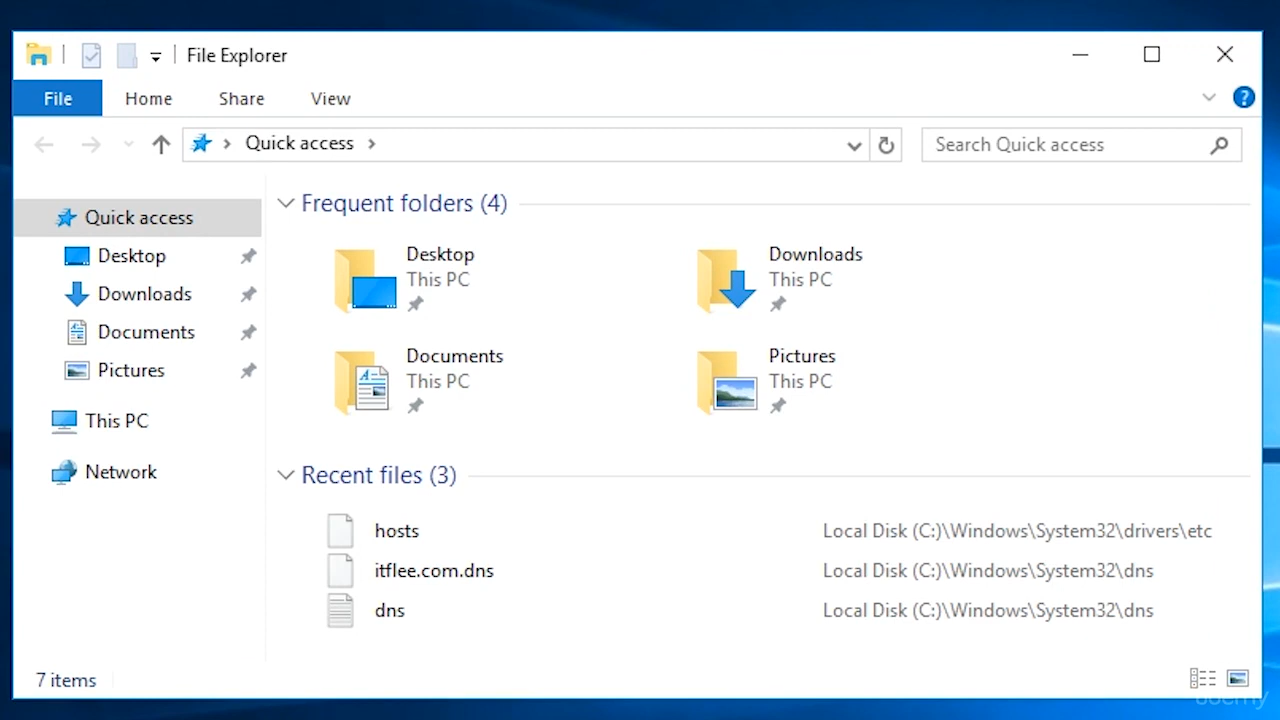 File Explorer
File Home Share View
Quick access
Search Quick access
Quick access
Desktop
Downloads
Documents
Pictures
This PC
Network
Frequent folders (4)
Desktop
This PC
Downloads
This PC
Documents
This PC
Pictures
This PC
Recent files (3)
hosts Local Disk (C:)\Windows\System32\drivers\etc
itflee.com.dns Local Disk (C:)\Windows\System32\dns
dns Local Disk (C:)\Windows\System32\dns
7 items
udemy